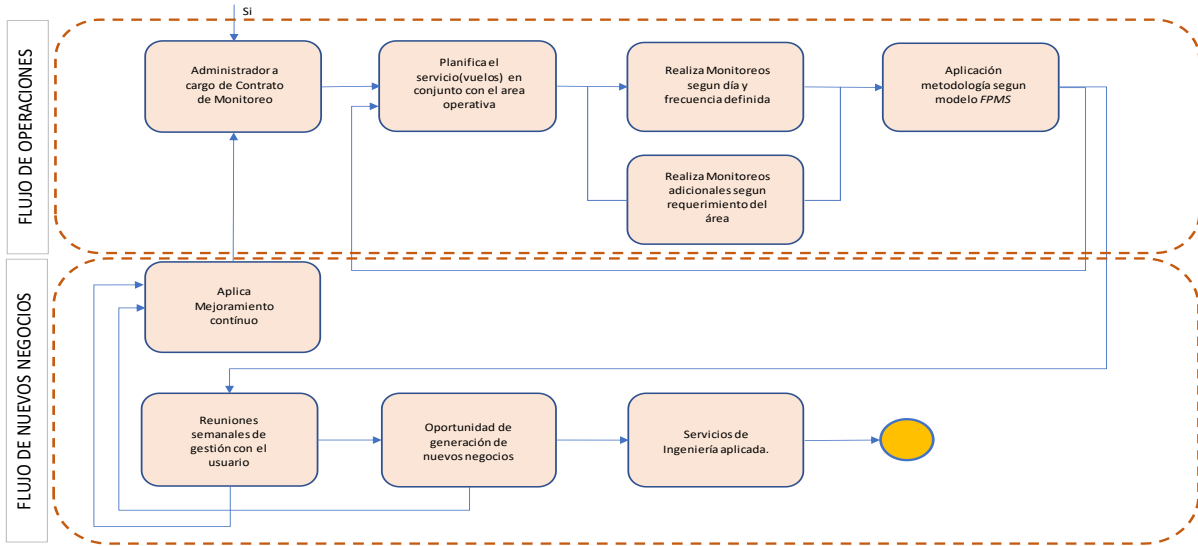 Si
FLUJO DE OPERACIONES
Administrador a
cargo de Contrato
de Monitoreo
Planifica el
servicio(vuelos) en
conjunto con el area
operativa
Realiza Monitoreos
según día y
frecuencia definida
Aplicación
metodología segun
modelo FPMS
Realiza Monitoreos
adicionales segun
requerimiento del
área
FLUJO DE NUEVOS NEGOCIOS
Aplica
Mejoramiento
contínuo
Reuniones
semanales de
gestión con el
usuario
Oportunidad de
generación de
nuevos negocios
Servicios de
Ingeniería aplicada.